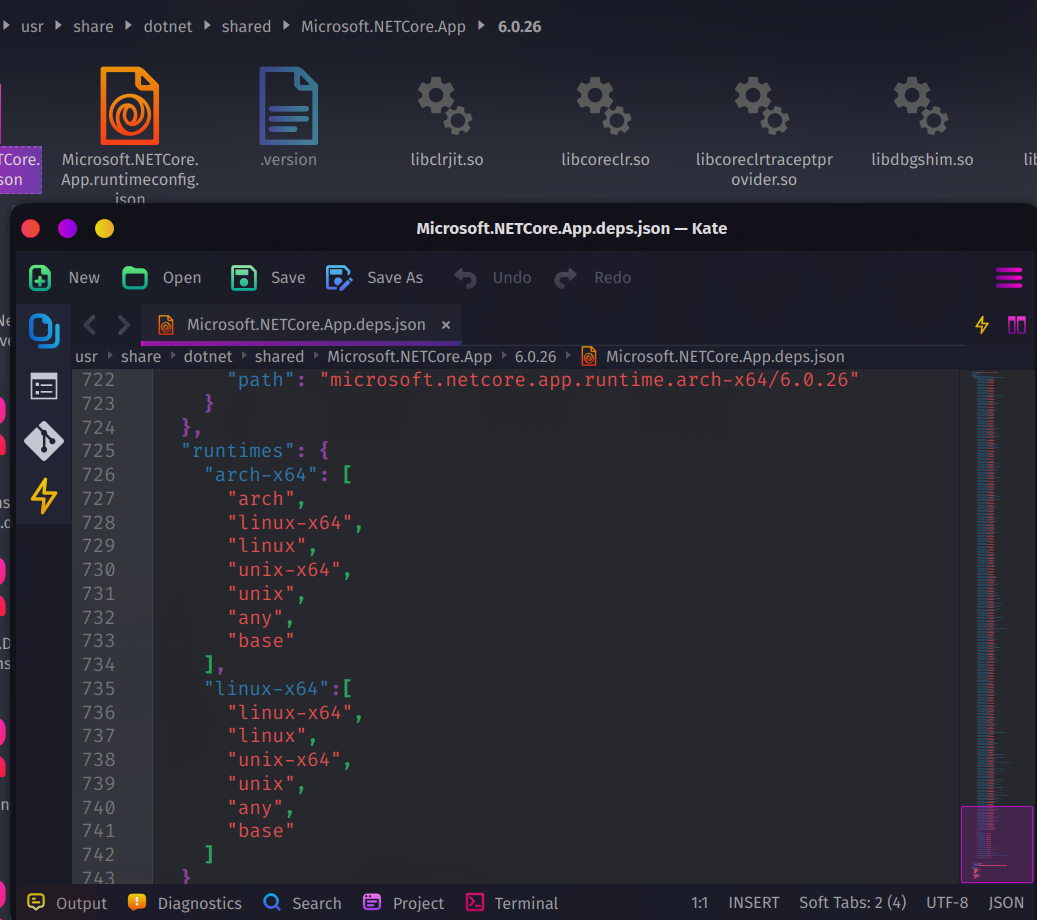 usr share dotnet shared Microsoft.NETCore.App 6.0.26
Microsoft.NETCore.
App.runtimeconfig.
json
.version
libclrjit.so
libcoreclr.so
libcoreclrtraceptpr
ovider.so
libdbgshim.so
Microsoft.NETCore.App.deps.json — Kate
New Open Save Save As Undo Redo
Microsoft.NETCore.App.deps.json ×
usr share dotnet shared Microsoft.NETCore.App 6.0.26 Microsoft.NETCore.App.deps.json
722 "path": "microsoft.netcore.app.runtime.arch-x64/6.0.26"
723 }
724 },
725 "runtimes": {
726 "arch-x64": [
727 "arch",
728 "linux-x64",
729 "linux",
730 "unix-x64",
731 "unix",
732 "any",
733 "base"
734 ],
735 "linux-x64":[
736 "linux-x64",
737 "linux",
738 "unix-x64",
739 "unix",
740 "any",
741 "base"
742 ]
743 }
Output Diagnostics Search Project Terminal 1:1 INSERT Soft Tabs: 2 (4) UTF-8 JSON